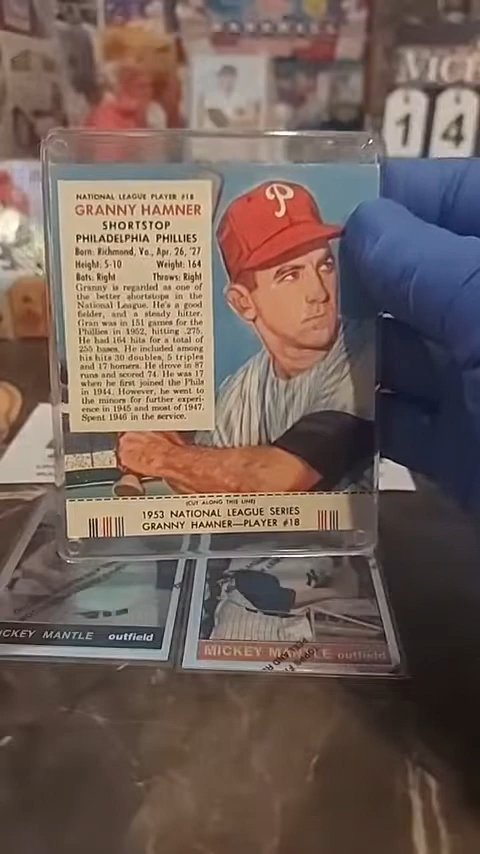 NICE
1 4
NATIONAL LEAGUE PLAYER #18
GRANNY HAMNER
SHORTSTOP
PHILADELPHIA PHILLIES
Born: Richmond, Va., Apr. 26, '27
Height: 5-10 Weight: 164
Bats: Right Throws: Right
Granny is regarded as one of
the better shortstops in the
National League. He's a good
fielder, and a steady hitter.
Gran was in 151 games for the
Phillies in 1952, hitting .275.
He had 164 hits for a total of
255 bases. He included among
his hits 30 doubles, 5 triples
and 17 homers. He drove in 87
runs and scored 74. He was 17
when he first joined the Phils
in 1944. However, he went to
the minors for further experi-
ence in 1945 and most of 1947.
Spent 1946 in the service.
P
(CUT ALONG THIS LINE)
1953 NATIONAL LEAGUE SERIES
GRANNY HAMNER—PLAYER #18
ICKEY MANTLE outfield
MICKEY MANTLE outfield